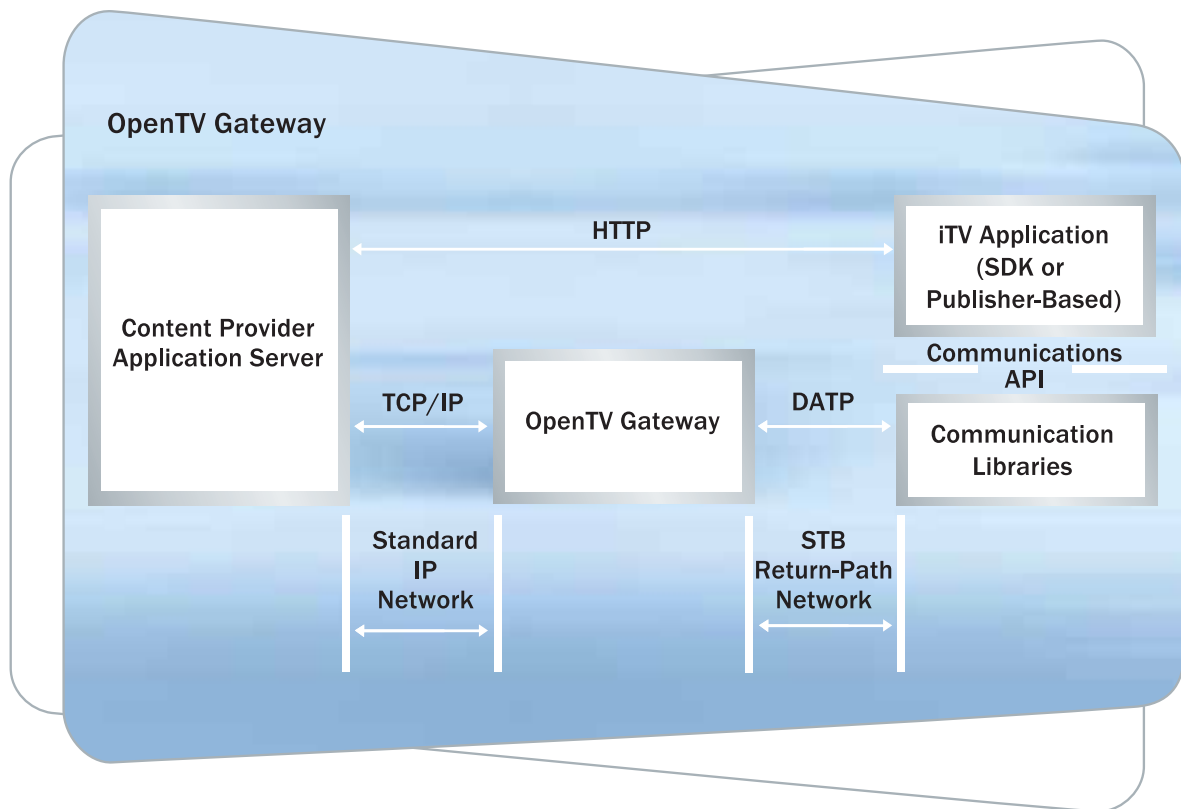 OpenTV Gateway
HTTP
iTV Application
(SDK or
Publisher-Based)
Content Provider
Application Server
Communications
API
TCP/IP
OpenTV Gateway
DATP
Communication
Libraries
Standard
IP
Network
STB
Return-Path
Network